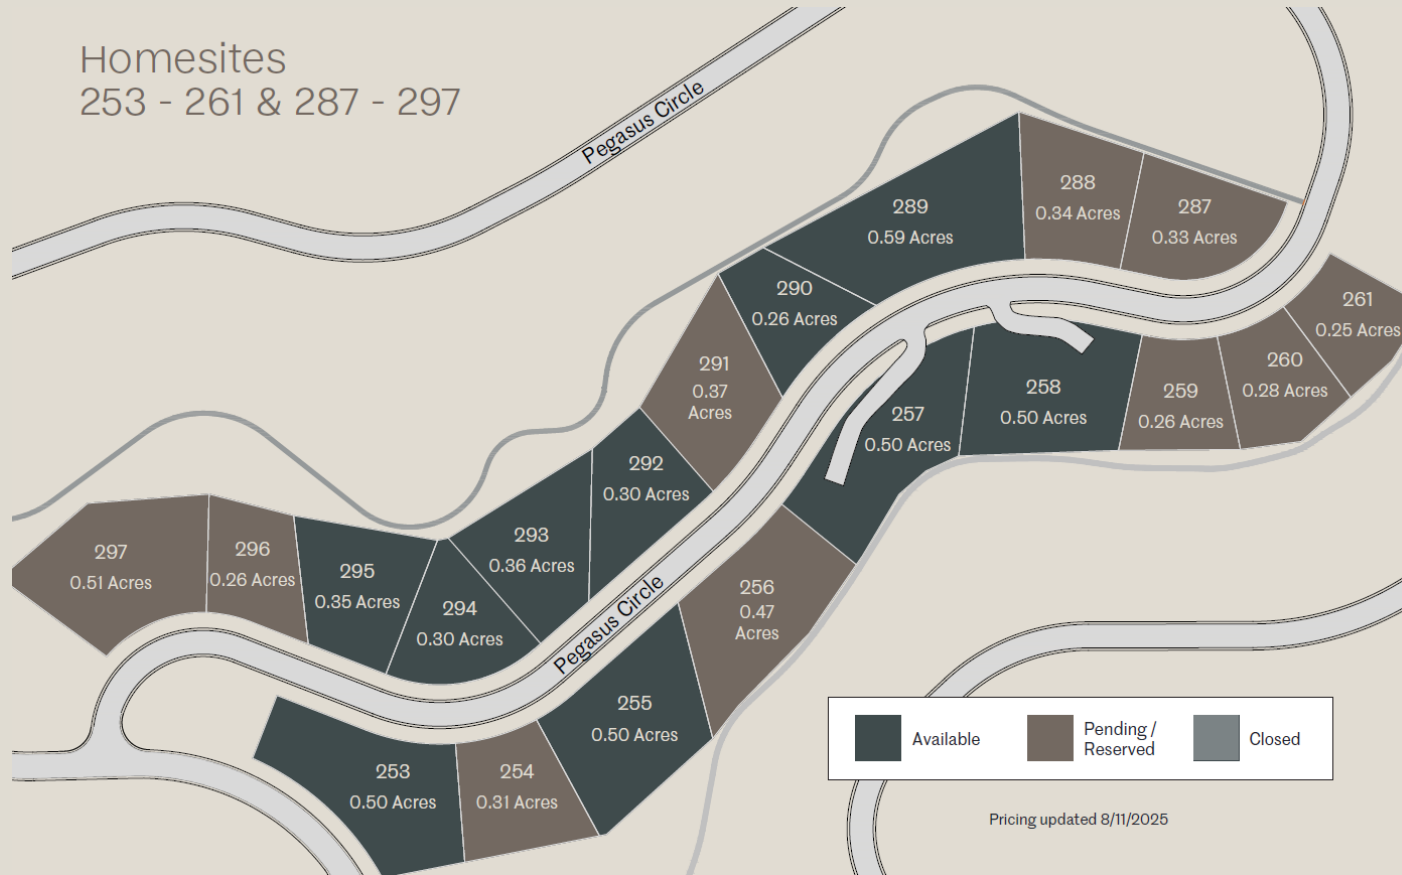 Homesites
253 - 261 & 287 - 297
Pegasus Circle
288
0.34 Acres
287
0.33 Acres
289
0.59 Acres
290
0.26 Acres
261
0.25 Acres
260
0.28 Acres
259
0.26 Acres
258
0.50 Acres
257
0.50 Acres
291
0.37
Acres
292
0.30 Acres
293
0.36 Acres
294
0.30 Acres
295
0.35 Acres
296
0.26 Acres
297
0.51 Acres
Pegasus Circle
256
0.47
Acres
255
0.50 Acres
254
0.31 Acres
253
0.50 Acres
Available
Pending /
Reserved
Closed
Pricing updated 8/11/2025